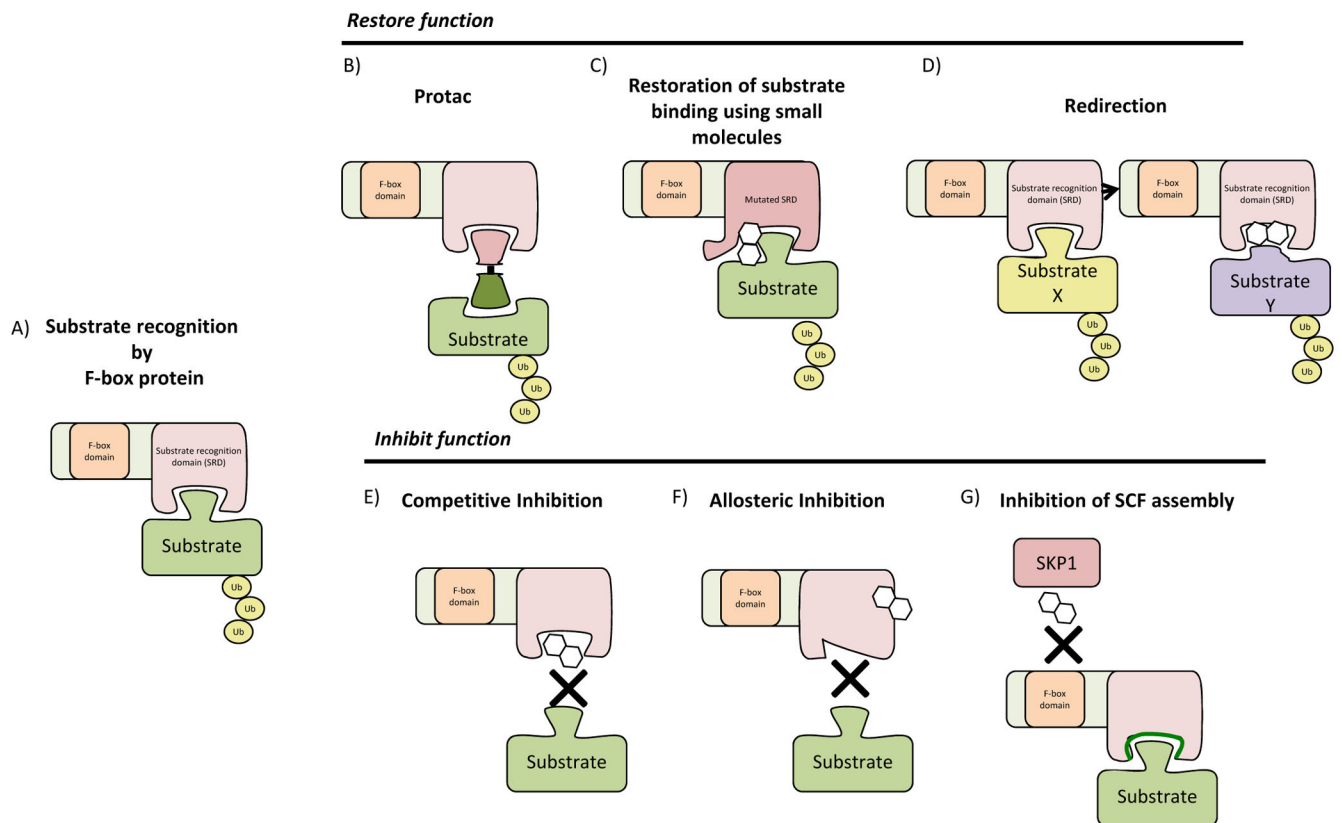 Restore function
B)
Protac
F-box
domain
Substrate
Ub
Ub
Ub
C)
Restoration of substrate
binding using small
molecules
F-box
domain
Mutated SRD
Substrate
Ub
Ub
Ub
D)
Redirection
F-box
domain
Substrate recognition
domain (SRD)
Substrate
X
Ub
Ub
Ub
F-box
domain
Substrate recognition
domain (SRD)
Substrate
Y
Ub
Ub
Ub
A)
Substrate recognition
by
F-box protein
F-box
domain
Substrate recognition
domain (SRD)
Substrate
Ub
Ub
Ub
Inhibit function
E)
Competitive Inhibition
F-box
domain
Substrate
F)
Allosteric Inhibition
F-box
domain
Substrate
G)
Inhibition of SCF assembly
SKP1
F-box
domain
Substrate